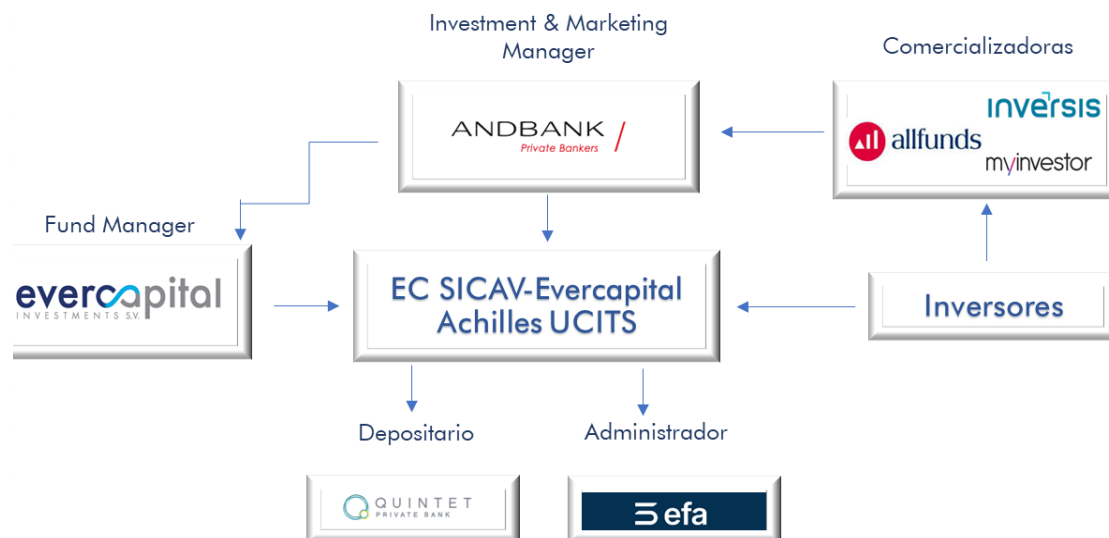 Investment & Marketing
Manager
Comercializadoras
ANDBANK
Private Bankers
inversis
allfunds
myinvestor
Fund Manager
evercapital
INVESTMENTS S.V.
EC SICAV-Evercapital
Achilles UCITS
Inversores
Depositario
Administrador
QUINTET
PRIVATE BANK
efa